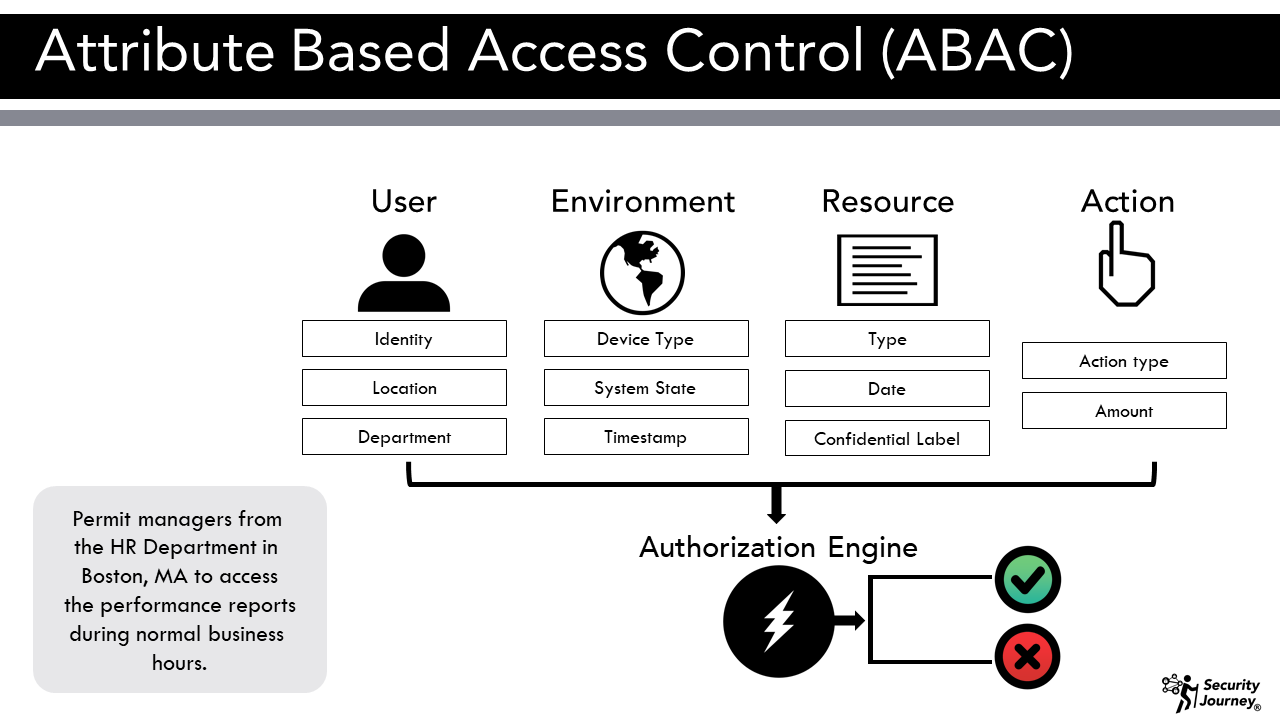 Attribute Based Access Control (ABAC)
User
Environment
Resource
Action
Identity
Device Type
Type
Action type
Location
System State
Date
Amount
Department
Timestamp
Confidential Label
Permit managers from
the HR Department in
Boston, MA to access
the performance reports
during normal business
hours.
Authorization Engine
Security
Journey®